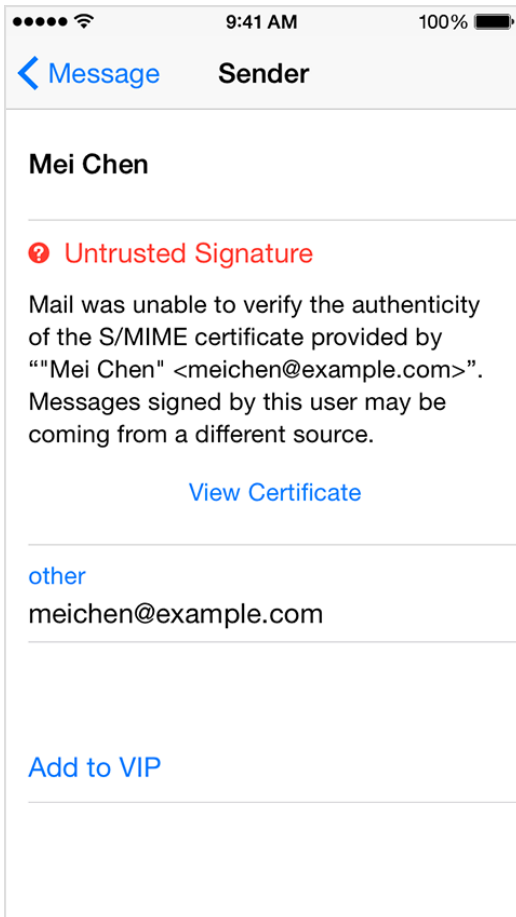 9:41 AM 100%
Message Sender
Mei Chen
Untrusted Signature
Mail was unable to verify the authenticity
of the S/MIME certificate provided by
“"Mei Chen" <meichen@example.com>”.
Messages signed by this user may be
coming from a different source.
View Certificate
other
meichen@example.com
Add to VIP